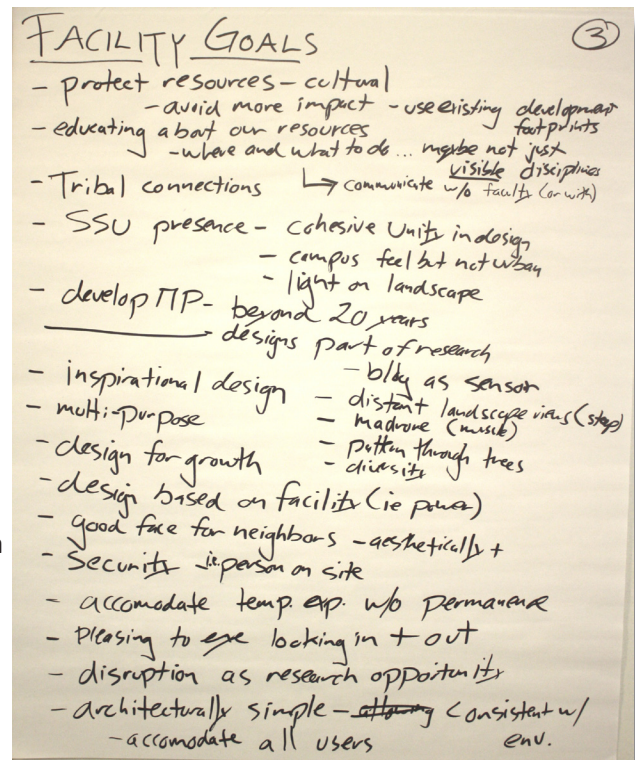 FACILITY GOALS
3
- protect resources - cultural
- avoid more impact - use existing development footprints
- educating about our resources
- where and what to do... maybe not just visible disciplines
- Tribal connections
↳ communicate w/o faculty (or with)
- SSU presence - cohesive Unity in design
- campus feel but not urban
- light on landscape
- develop MP - beyond 20 years
designs part of research
- bldg as sensor
- inspirational design
- distant landscape views (step)
- multi-purpose
- madrone (music)
- through trees
- design for growth
- diversity
- design based on facility (ie power)
- good face for neighbors - aesthetically +
- Security - i.e. person on site
- accomodate temp. exp. w/o permanence
- Pleasing to eye looking in + out
- disruption as research opportunity
- architecturally simple - allowing consistent w/ env.
- accomodate all users